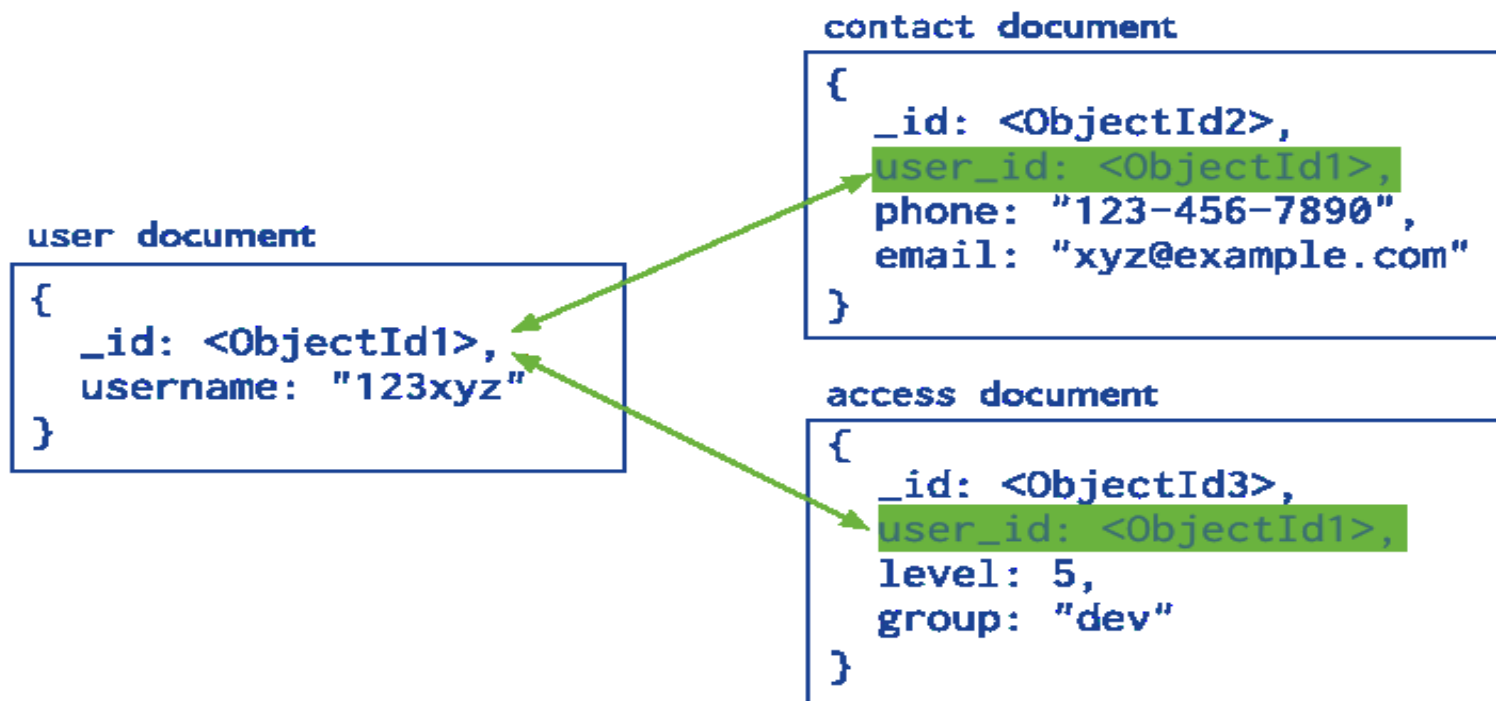 contact document
{
_id: <ObjectId2>,
user_id: <ObjectId1>,
phone: "123-456-7890",
email: "xyz@example.com"
}
user document
{
_id: <ObjectId1>,
username: "123xyz"
}
access document
{
_id: <ObjectId3>,
user_id: <ObjectId1>,
level: 5,
group: "dev"
}